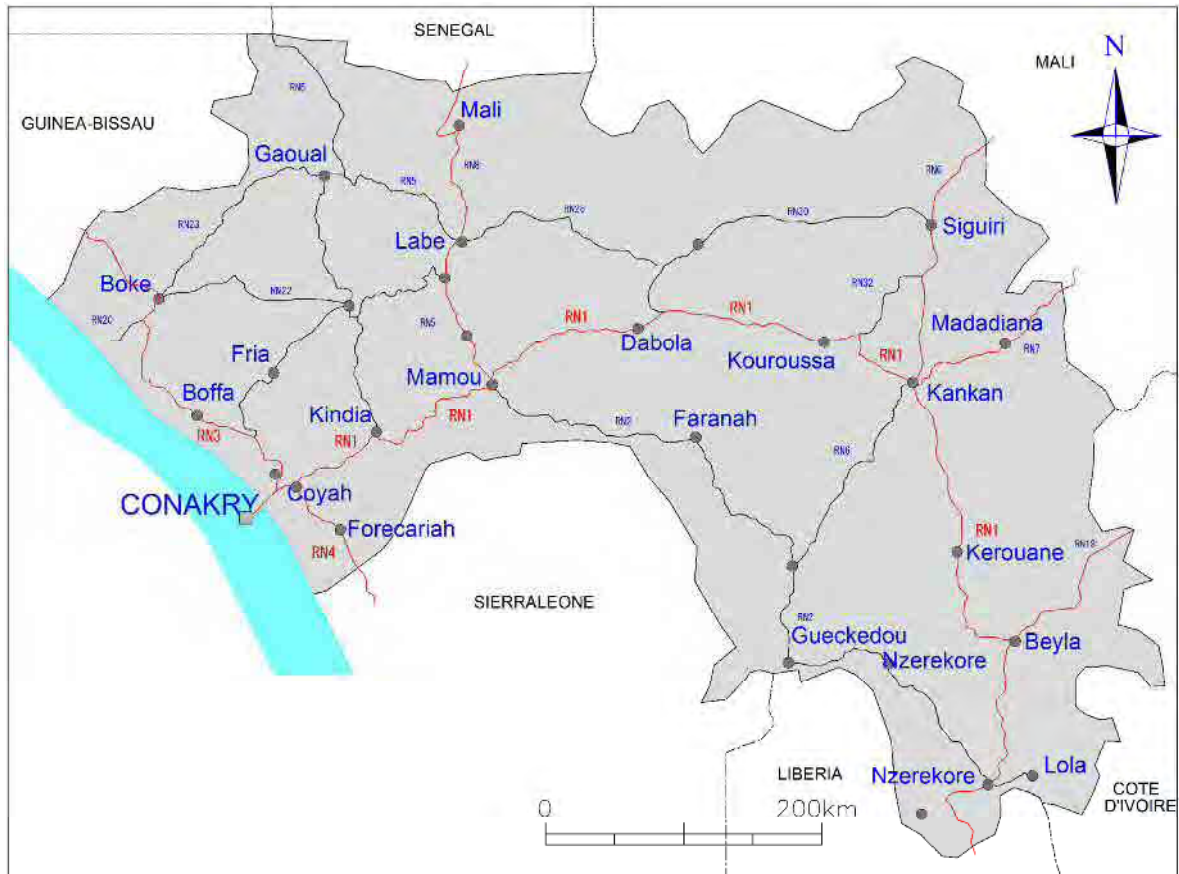 SENEGAL
MALI
N
GUINEA-BISSAU
RN5
Mali
Gaoual
RN8
RN5
RN6
RN23
RN28
RN30
Labe
Siguiri
Boke
RN22
RN32
RN20
RN1
RN1
RN5
Madadiana
Dabola
RN7
Fria
Kouroussa
RN1
Mamou
Kankan
Boffa
Kindia
RN1
Faranah
RN3
RN1
RN2
RN6
CONAKRY
Coyah
Forecariah
RN1
RN4
Kerouane
RN18
SIERRALEONE
RN2
Gueckedou
Nzerekore
Beyla
LIBERIA
Nzerekore
Lola
COTE
D'IVOIRE
0
200km